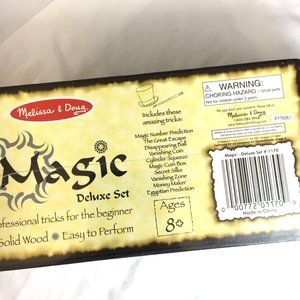 Melissa & Doug
Magic
Deluxe Set
ofessional tricks for the beginner
Solid Wood Easy to Perform
Includes these
amazing tricks:
Magic Number Prediction
The Great Escape
Disappearing Ball
Vanishing Coin
Cylinder Squeeze
Magic Coin Box
Secret Silks
Vanishing Zone
Money Maker
Egyptian Prediction
Ages
8+
WARNING:
CHOKING HAZARD - Small parts.
Not for children under 3 years.
Melissa & Doug
Magic - Deluxe Set # 1170
Made in China